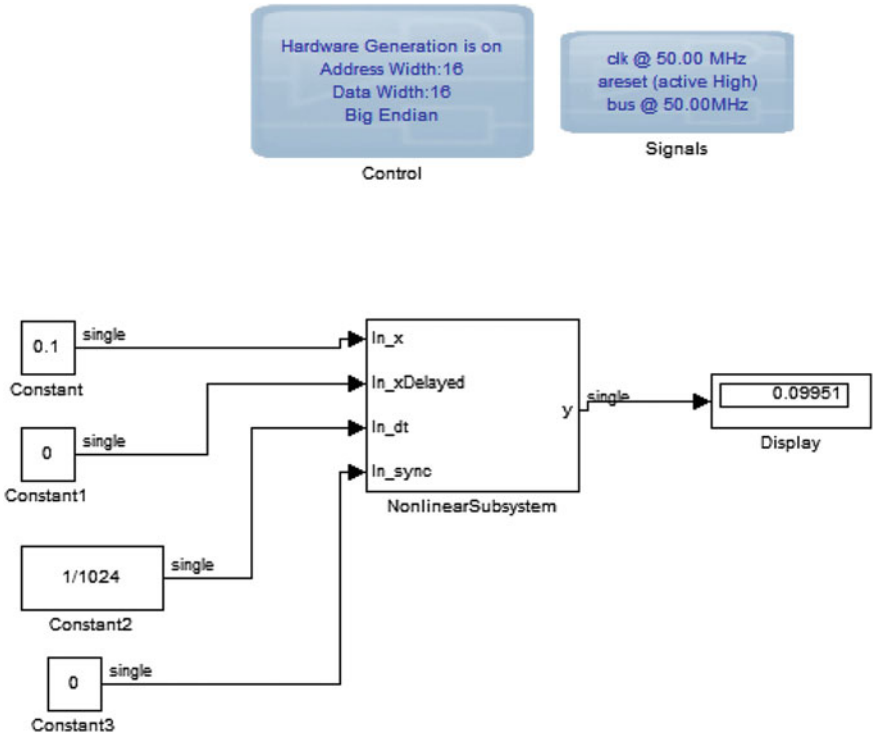 Hardware Generation is on
Address Width:16
Data Width:16
Big Endian
Control
clk @ 50.00 MHz
areset (active High)
bus @ 50.00MHz
Signals
0.1
single
Constant
0
single
Constant1
1/1024
single
Constant2
0
single
Constant3
In_x
In_xDelayed
In_dt
In_sync
y
NonlinearSubsystem
single
0.09951
Display